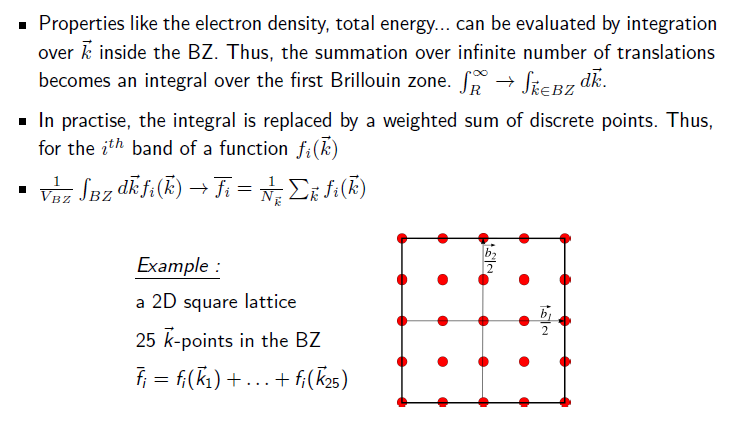 ▪ Properties like the electron density, total energy... can be evaluated by integration
over $\vec{k}$ inside the BZ. Thus, the summation over infinite number of translations
becomes an integral over the first Brillouin zone. $\int_R^\infty \rightarrow \int_{\vec{k}\in BZ} d\vec{k}$.
▪ In practise, the integral is replaced by a weighted sum of discrete points. Thus,
for the $i^{th}$ band of a function $f_i(\vec{k})$
▪ $\frac{1}{V_{BZ}} \int_{BZ} d\vec{k} f_i(\vec{k}) \rightarrow \overline{f_i} = \frac{1}{N_{\vec{k}}} \sum_{\vec{k}} f_i(\vec{k})$
Example :
a 2D square lattice
25 $\vec{k}$-points in the BZ
$\bar{f}_i = f_i(\vec{k}_1) + \ldots + f_i(\vec{k}_{25})$
$\frac{\vec{b_2}}{2}$
$\frac{\vec{b_1}}{2}$